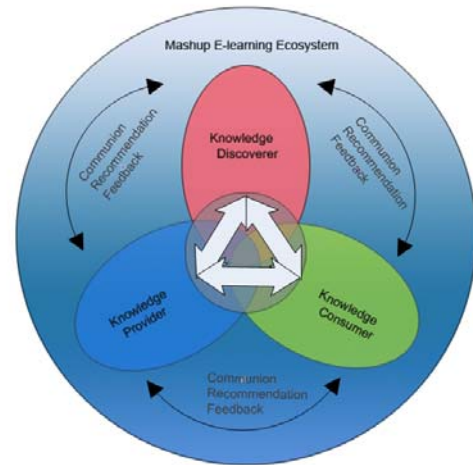 Mashup E-learning Ecosystem
Knowledge
Discoverer
Communion
Recommendation
Feedback
Communion
Recommendation
Feedback
Knowledge
Provider
Knowledge
Consumer
Communion
Recommendation
Feedback